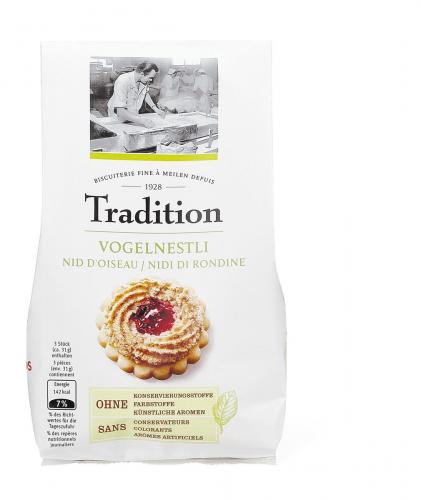 BISCUITERIE FINE À MEILEN DEPUIS
1928
Tradition
VOGELNESTLI
NID D'OISEAU / NIDI DI RONDINE
3 Stück
(ca. 31g)
enthalten
3 pièces
(env. 31g)
contiennent
Energie
142 kcal
7%
% des Richt-
wertes für die
Tageszufuhr
% des repères
nutritionnels
journaliers
OHNE
KONSERVIERUNGSSTOFFE
FARBSTOFFE
KÜNSTLICHE AROMEN
SANS
CONSERVATEURS
COLORANTS
ARÔMES ARTIFICIELS